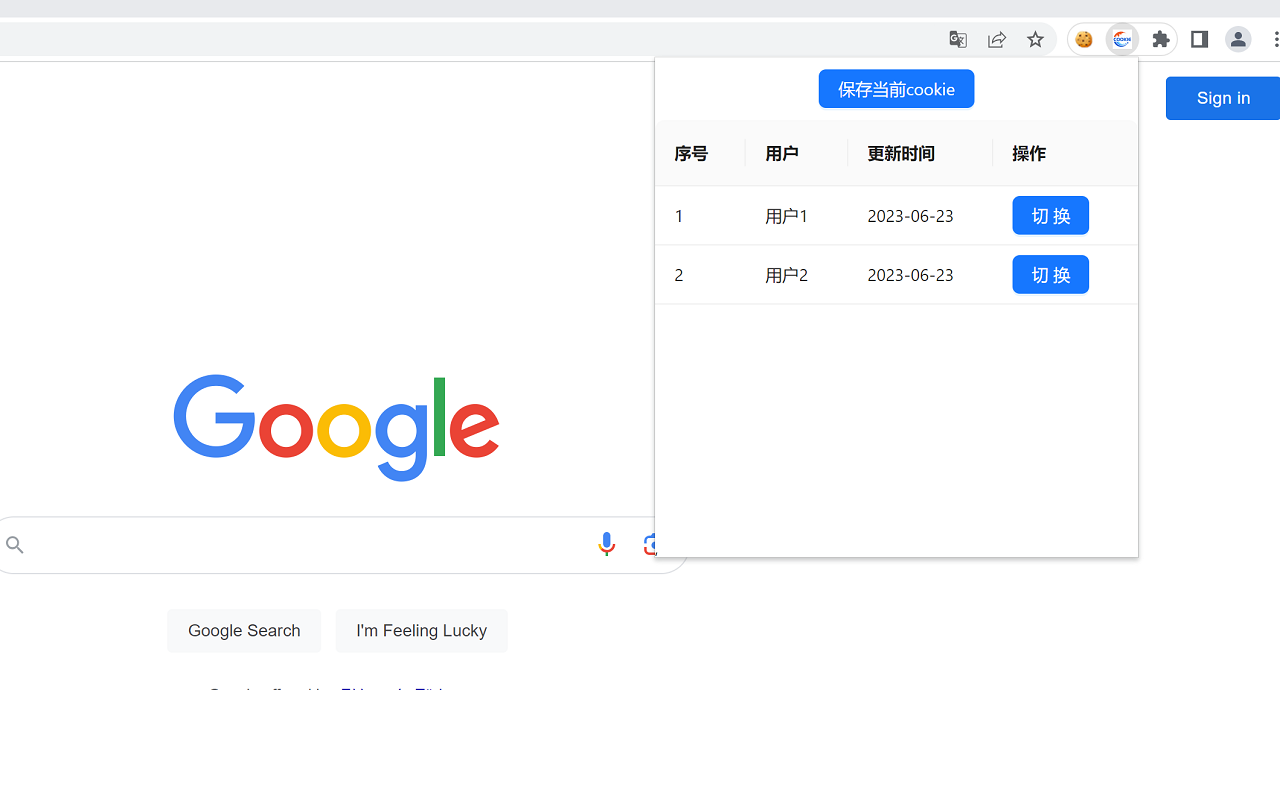 保存当前cookie
Sign in
序号 用户 更新时间 操作
1 用户1 2023-06-23 切 换
2 用户2 2023-06-23 切 换
Google
Google Search I'm Feeling Lucky